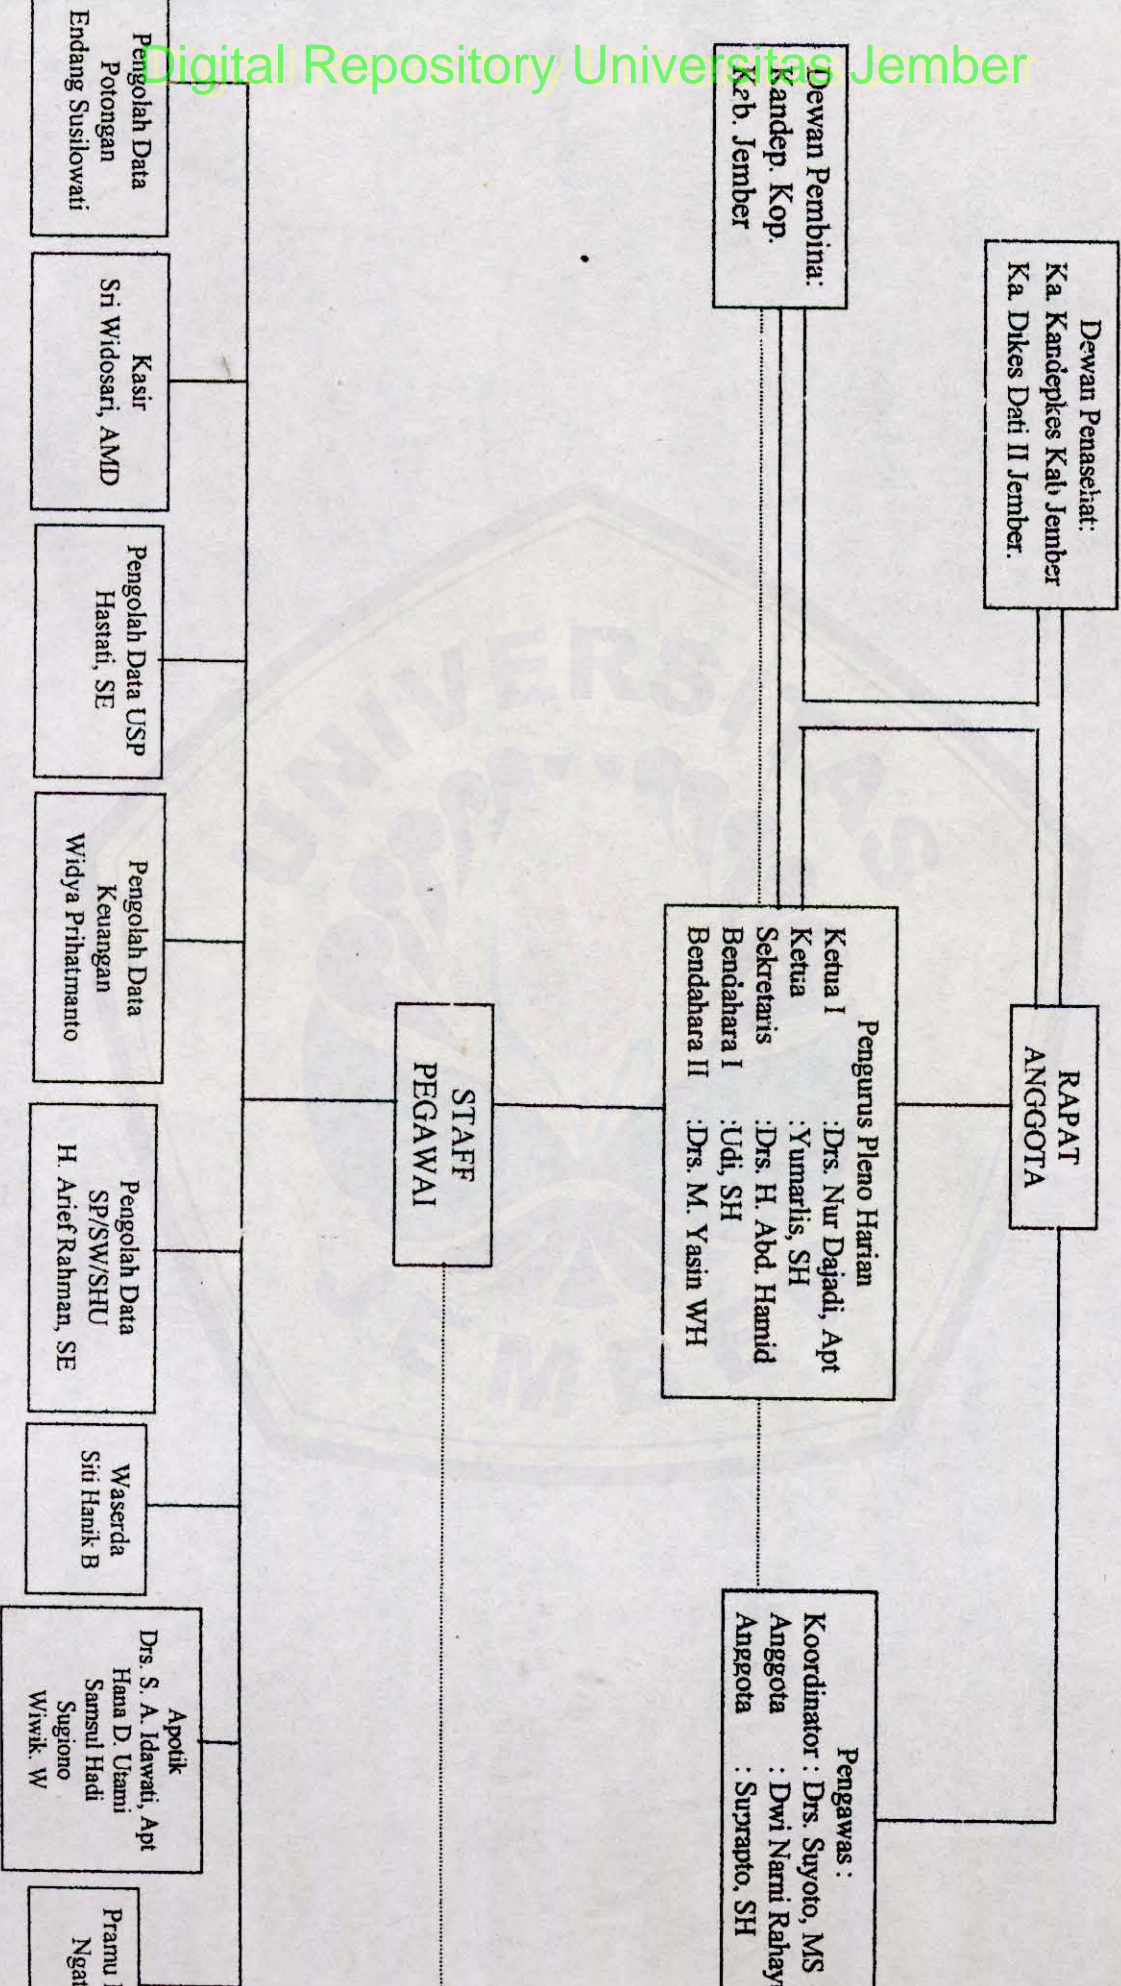 Digital Repository Universitas Jember
Dewan Penasehat:
Ka. Kandepkes Kab Jember
Ka. Dikes Dati II Jember.
RAPAT
ANGGOTA
Dewan Pembina:
Kandep. Kop.
Kab. Jember
Pengurus Pleno Harian
Ketua I :Drs. Nur Dajadi, Apt
Ketua :Yumarlis, SH
Sekretaris :Drs. H. Abd. Hamid
Bendahara I :Udi, SH
Bendahara II :Drs. M. Yasin WH
Pengawas :
Koordinator : Drs. Suyoto, MS
Anggota : Dwi Narni Rahay
Anggota : Suprapto, SH
STAFF
PEGAWAI
Pengolah Data
Potongan
Endang Susilowati
Kasir
Sri Widosari, AMD
Pengolah Data USP
Hastati, SE
Pengolah Data
Keuangan
Widya Prihatmanto
Pengolah Data
SP/SW/SHU
H. Arief Rahman, SE
Waserda
Siti Hanik B
Apotik
Drs. S. A. Idawati, Apt
Hana D. Utami
Samsul Hadi
Sugiono
Wiwik. W
Pramu
Ngat
UNIVERSITAS
JEMBER